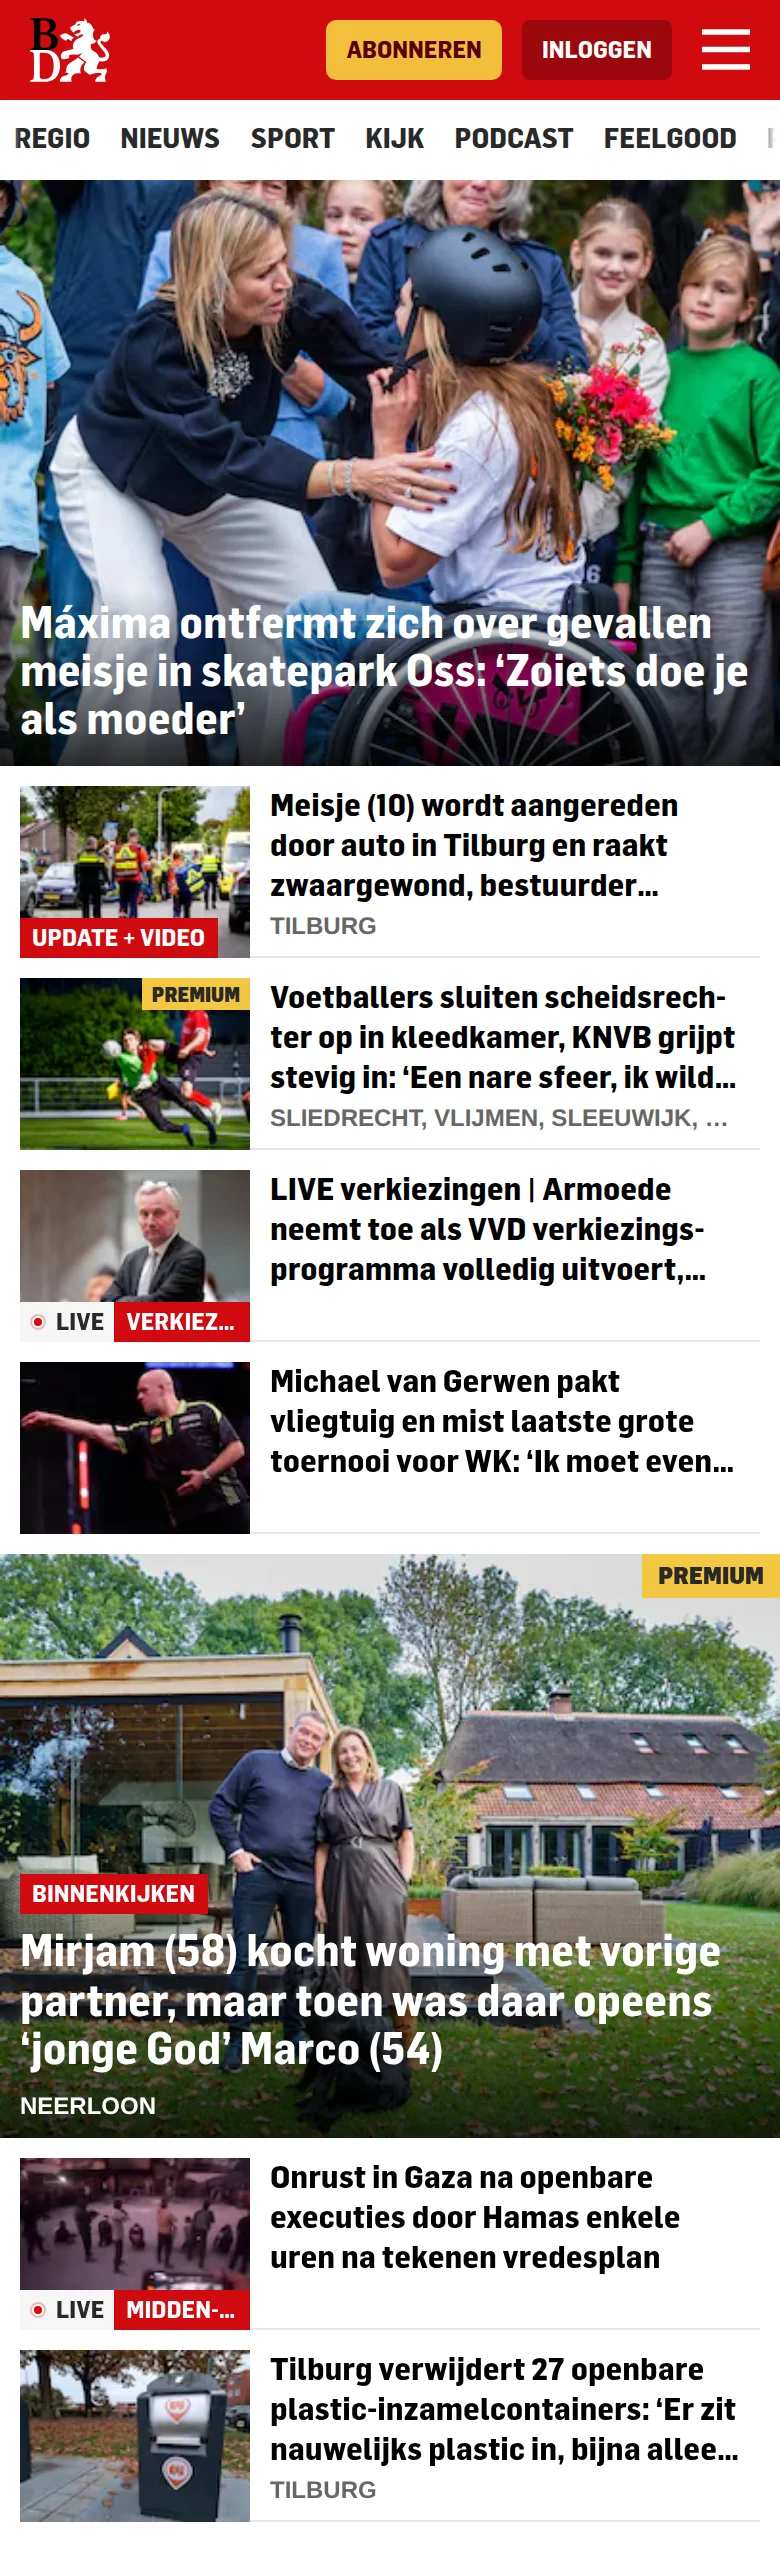 B
D
ABONNEREN
INLOGGEN
REGIO NIEUWS SPORT KIJK PODCAST FEELGOOD
Máxima ontfermt zich over gevallen
meisje in skatepark Oss: ‘Zoiets doe je
als moeder’
Meisje (10) wordt aangereden
door auto in Tilburg en raakt
zwaargewond, bestuurder...
TILBURG
UPDATE + VIDEO
PREMIUM
Voetballers sluiten scheidsrech-
ter op in kleedkamer, KNVB grijpt
stevig in: ‘Een nare sfeer, ik wild...
SLIEDRECHT, VLIJMEN, SLEEUWIJK, ...
LIVE verkiezingen | Armoede
neemt toe als VVD verkiezings-
programma volledig uitvoert,...
LIVE VERKIEZ...
Michael van Gerwen pakt
vliegtuig en mist laatste grote
toernooi voor WK: ‘Ik moet even...
PREMIUM
BINNENKIJKEN
Mirjam (58) kocht woning met vorige
partner, maar toen was daar opeens
‘jonge God’ Marco (54)
NEERLOON
Onrust in Gaza na openbare
executies door Hamas enkele
uren na tekenen vredesplan
LIVE MIDDEN-...
Tilburg verwijdert 27 openbare
plastic-inzamelcontainers: ‘Er zit
nauwelijks plastic in, bijna allee...
TILBURG